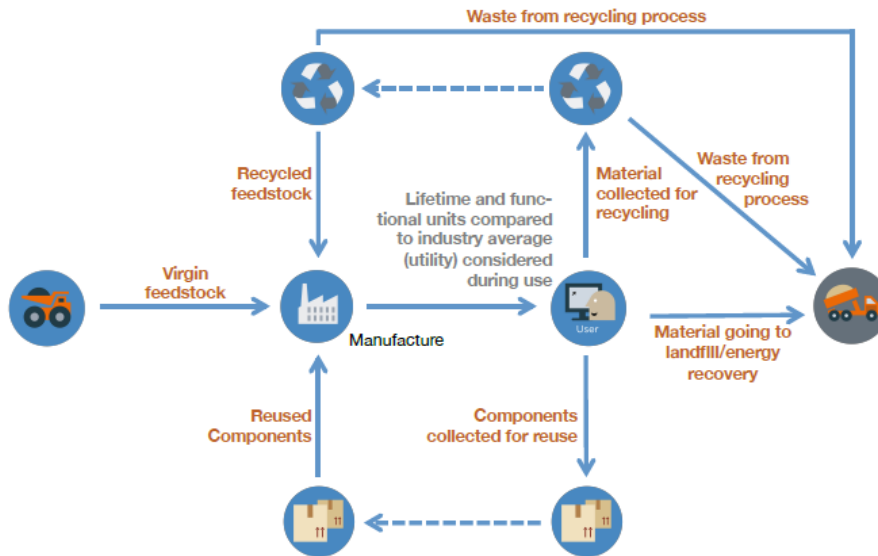 Waste from recycling process
Recycled
feedstock
Material
collected for
recycling
Waste from
recycling
process
Lifetime and func-
tional units compared
to industry average
(utility) considered
during use
Virgin
feedstock
Manufacture
User
Material going to
landfill/energy
recovery
Reused
Components
Components
collected for reuse